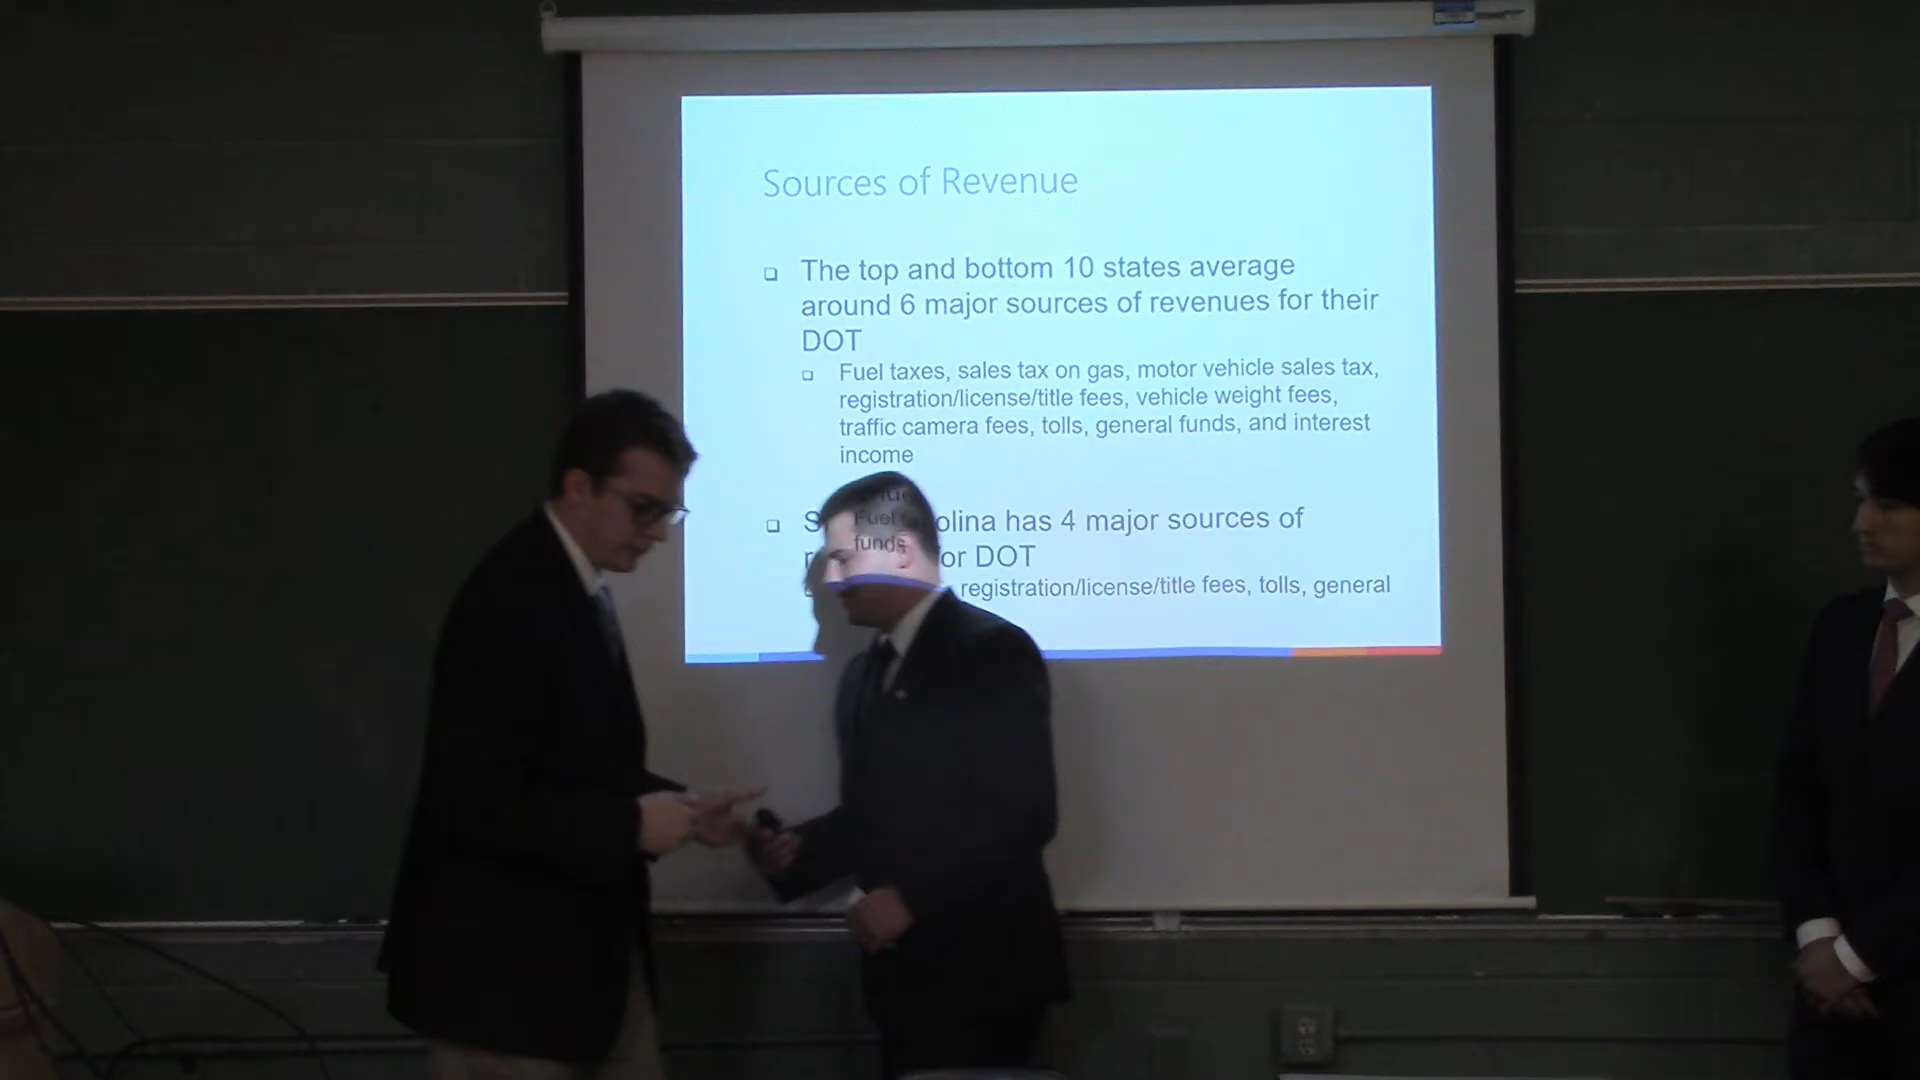 Sources of Revenue
The top and bottom 10 states average
around 6 major sources of revenues for their
DOT
Fuel taxes, sales tax on gas, motor vehicle sales tax,
registration/license/title fees, vehicle weight fees,
traffic camera fees, tolls, general funds, and interest
income
S olina has 4 major sources of
r or DOT
Fuel registration/license/title fees, tolls, general
funds